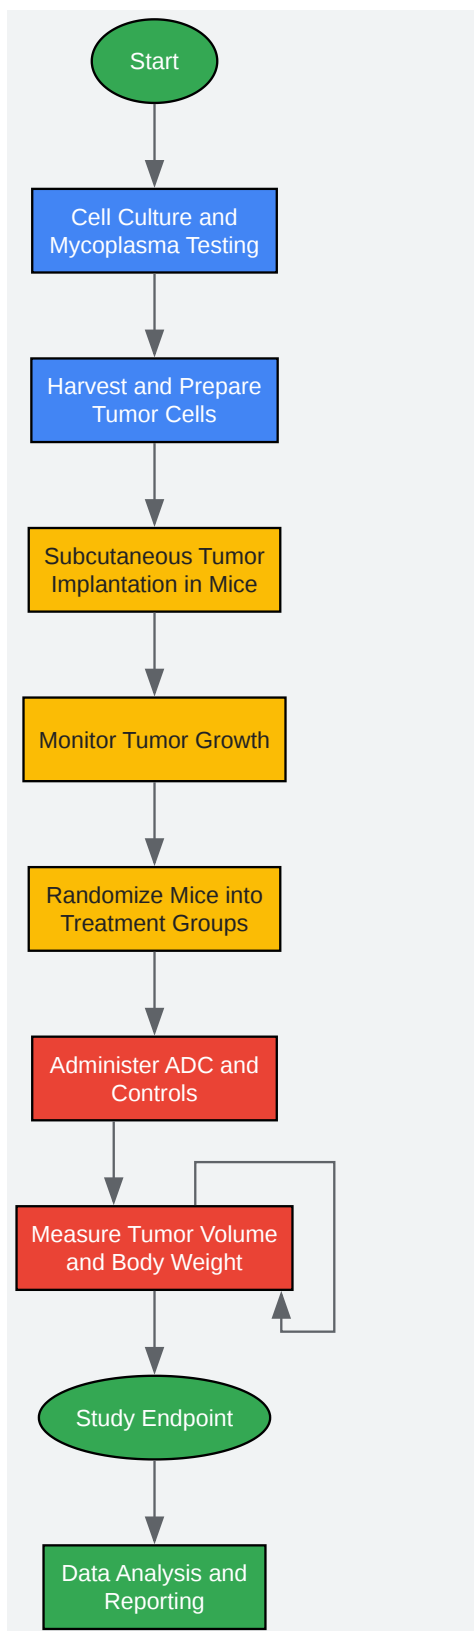 Start
Cell Culture and
Mycoplasma Testing
Harvest and Prepare
Tumor Cells
Subcutaneous Tumor
Implantation in Mice
Monitor Tumor Growth
Randomize Mice into
Treatment Groups
Administer ADC and
Controls
Measure Tumor Volume
and Body Weight
Study Endpoint
Data Analysis and
Reporting